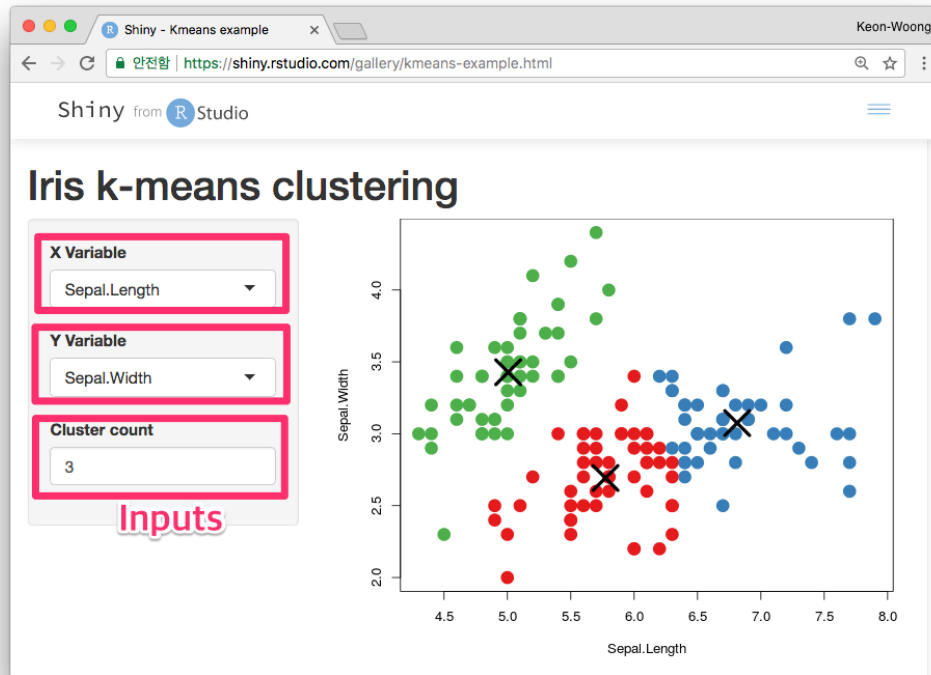 Shiny - Kmeans example
Keon-Woong
안전함 https://shiny.rstudio.com/gallery/kmeans-example.html
Shiny from R Studio
Iris k-means clustering
X Variable
Sepal.Length
Y Variable
Sepal.Width
Cluster count
3
Inputs
Sepal.Width
4.0
3.5
3.0
2.5
2.0
4.5 5.0 5.5 6.0 6.5 7.0 7.5 8.0
Sepal.Length